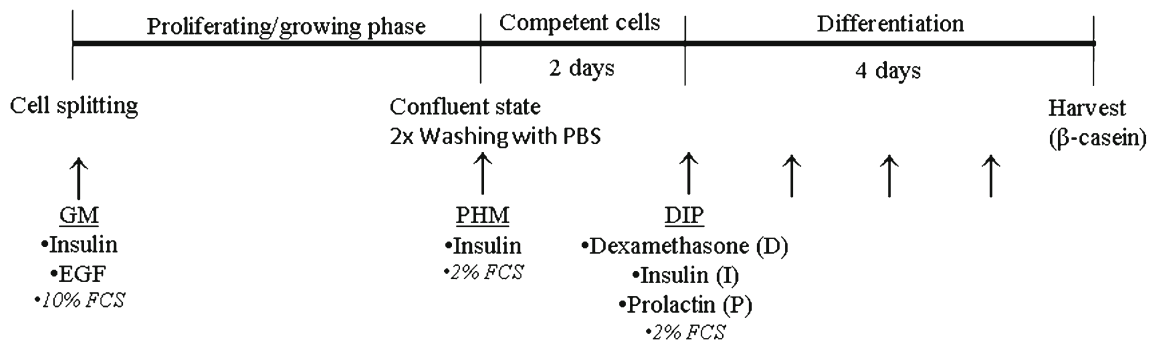 Proliferating/growing phase
Competent cells
Differentiation
2 days
4 days
Cell splitting
Confluent state
2x Washing with PBS
Harvest
(β-casein)
GM
•Insulin
•EGF
•10% FCS
PHM
•Insulin
•2% FCS
DIP
•Dexamethasone (D)
•Insulin (I)
•Prolactin (P)
•2% FCS